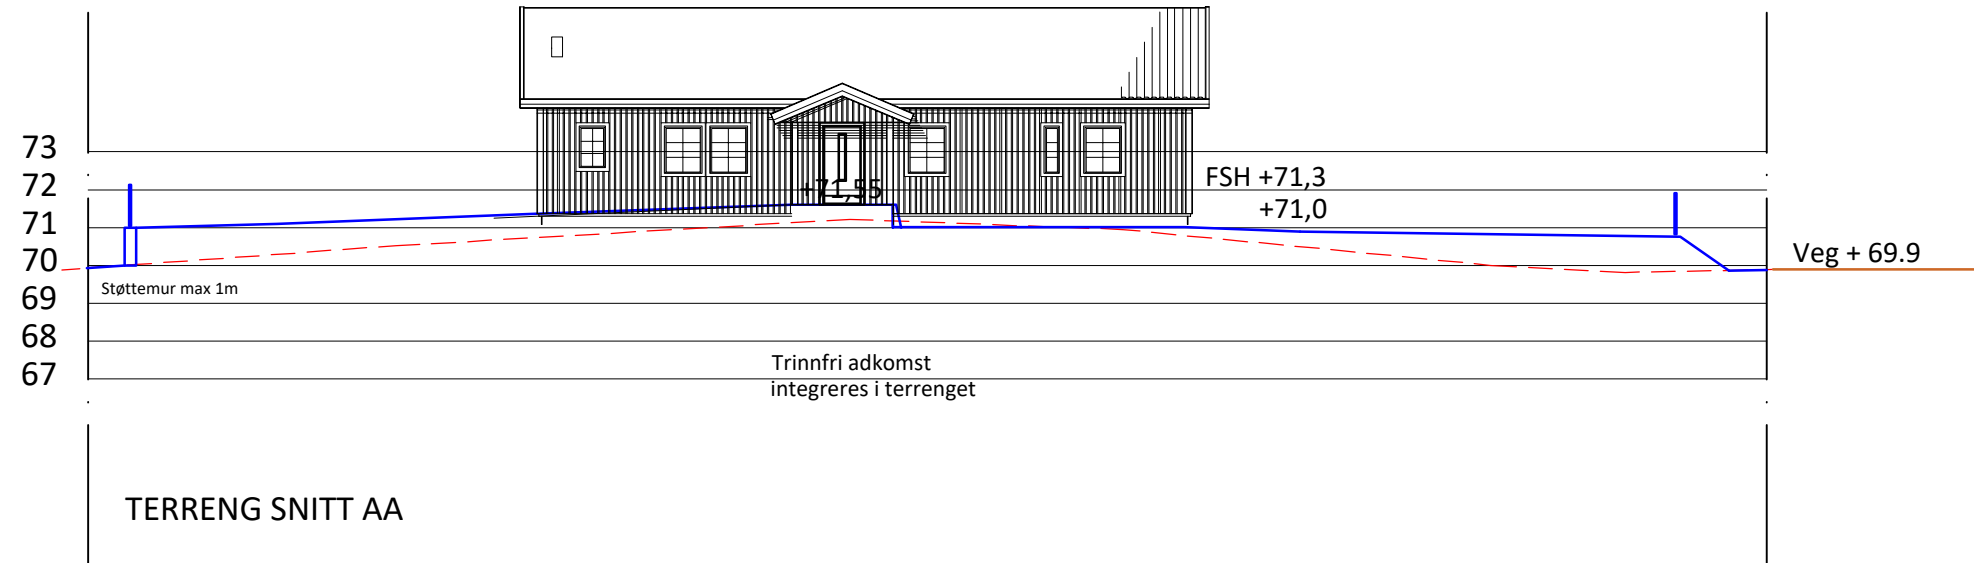 73
72
71
70
69
68
67
+71,55
FSH +71,3
+71,0
Veg + 69.9
Støttemur max 1m
Trinnfri adkomst
integreres i terrenget
TERRENG SNITT AA